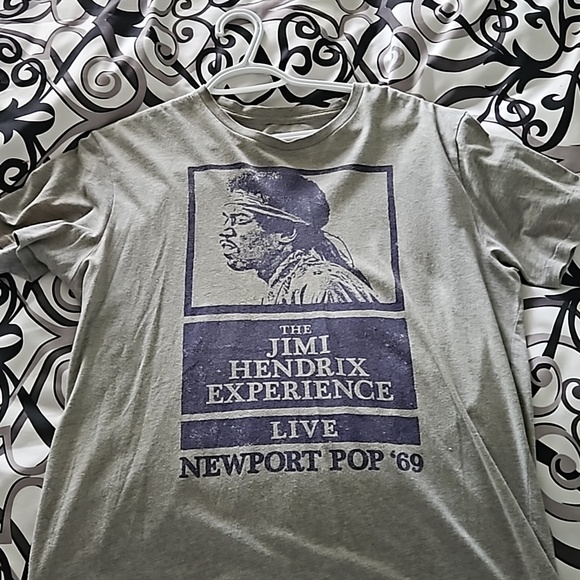 THE
JIMI
HENDRIX
EXPERIENCE
LIVE
NEWPORT POP '69